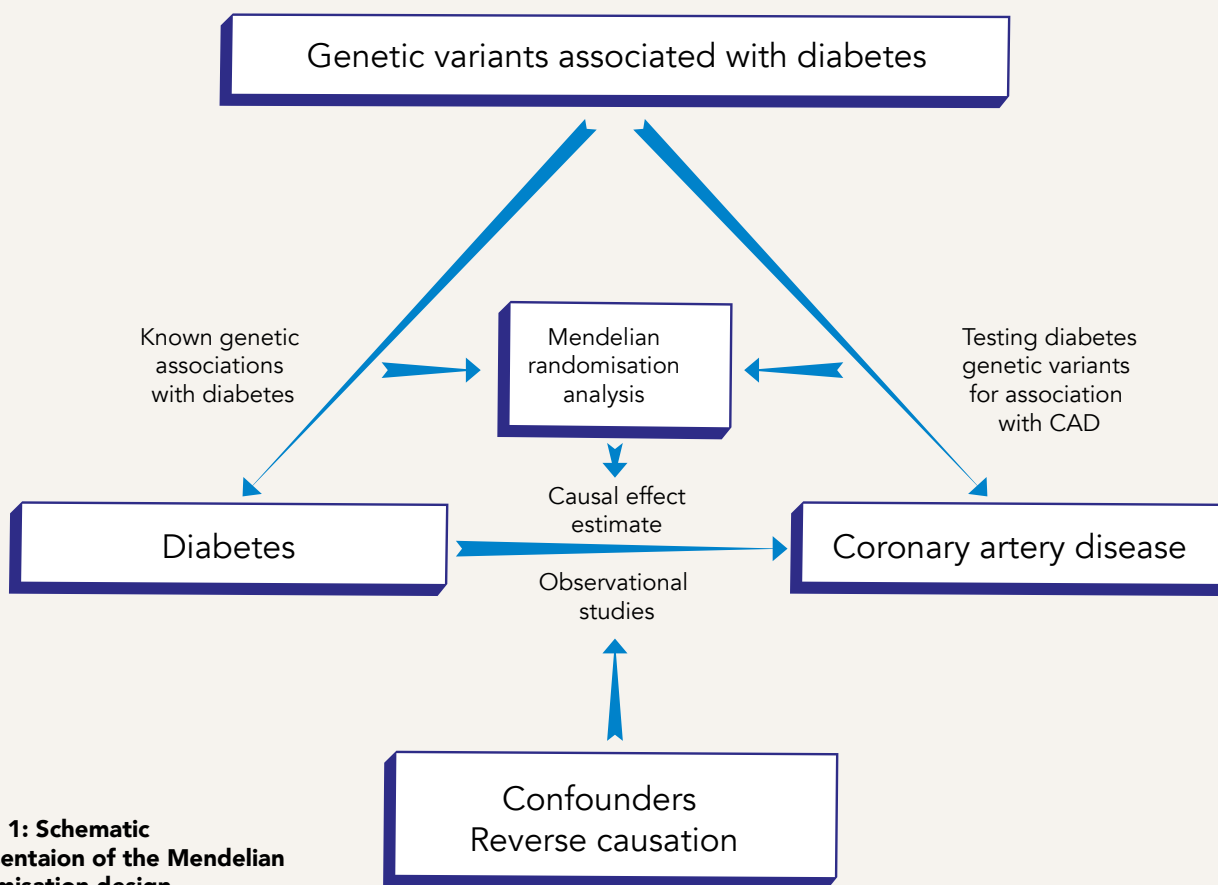 Genetic variants associated with diabetes
Known genetic
associations
with diabetes
Mendelian
randomisation
analysis
Testing diabetes
genetic variants
for association
with CAD
Causal effect
estimate
Diabetes
Coronary artery disease
Observational
studies
Confounders
Reverse causation
1: Schematic
entaion of the Mendelian
design